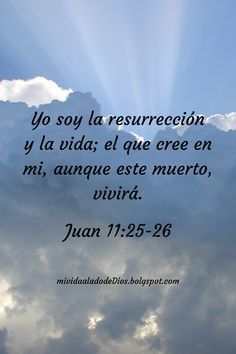 Yo soy la resurrección
y la vida; el que cree en
mi, aunque este muerto,
vivirá.
Juan 11:25-26
mividaaladodeDios.bolgspot.com